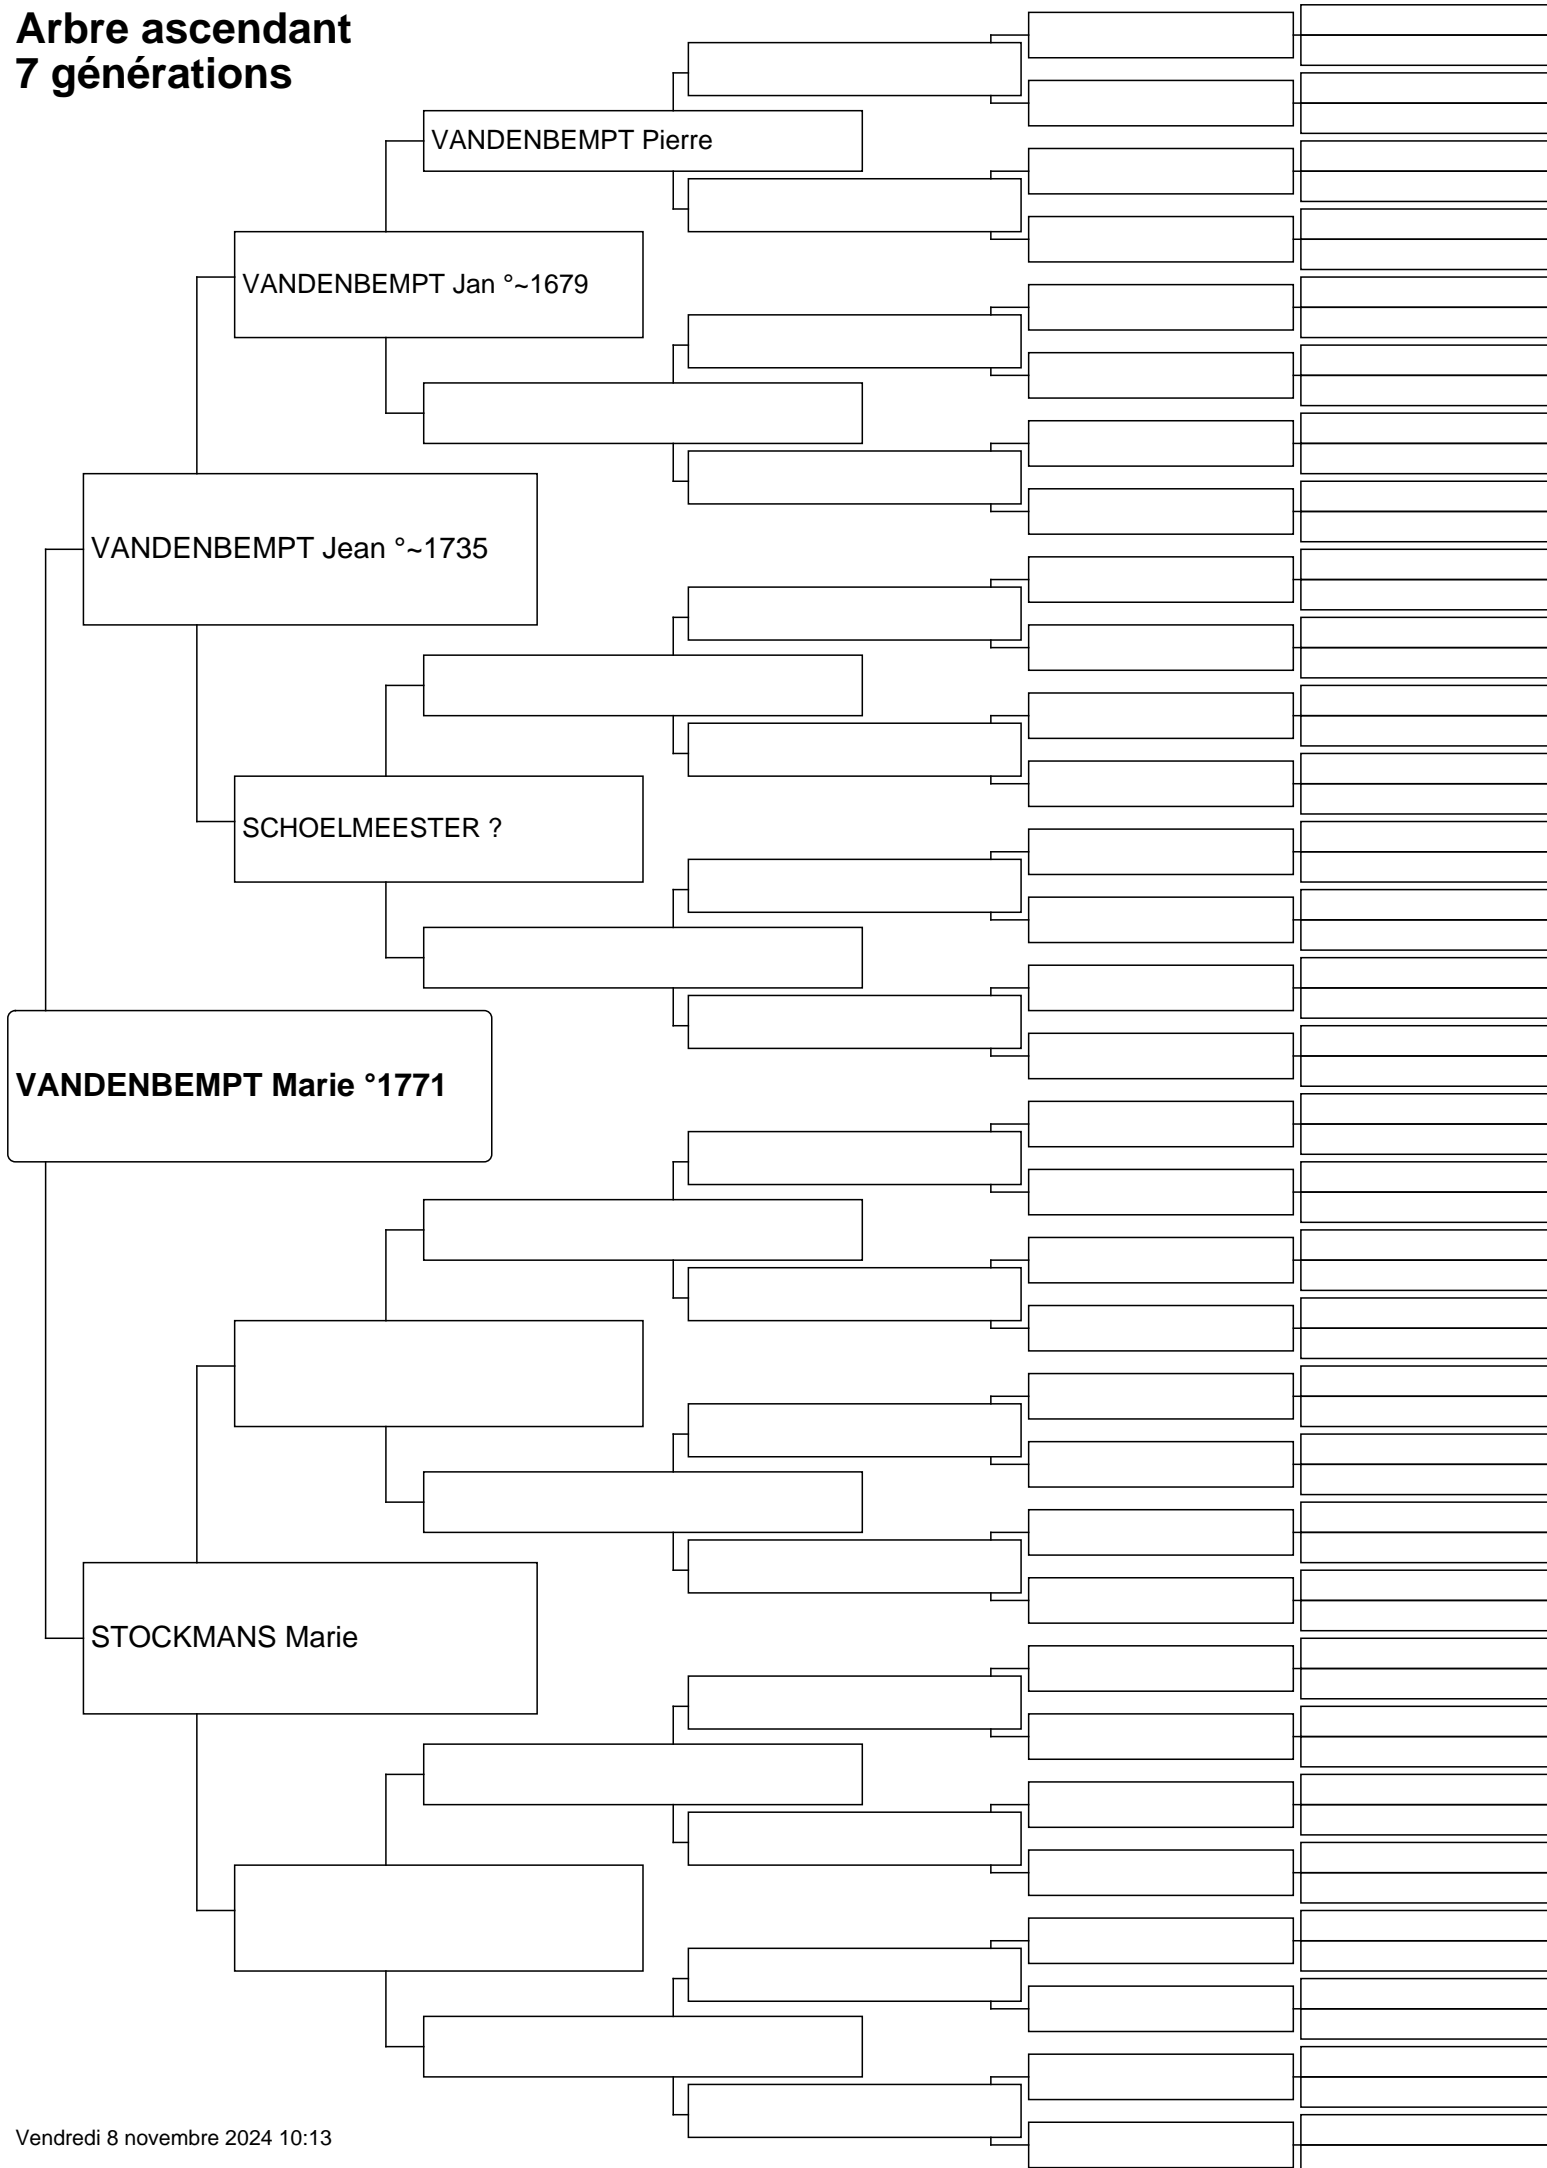 Arbre ascendant
7 générations
VANDENBEMPT Pierre
VANDENBEMPT Jan °~1679
VANDENBEMPT Jean °~1735
SCHOELMEESTER ?
VANDENBEMPT Marie °1771
STOCKMANS Marie
Vendredi 8 novembre 2024 10:13